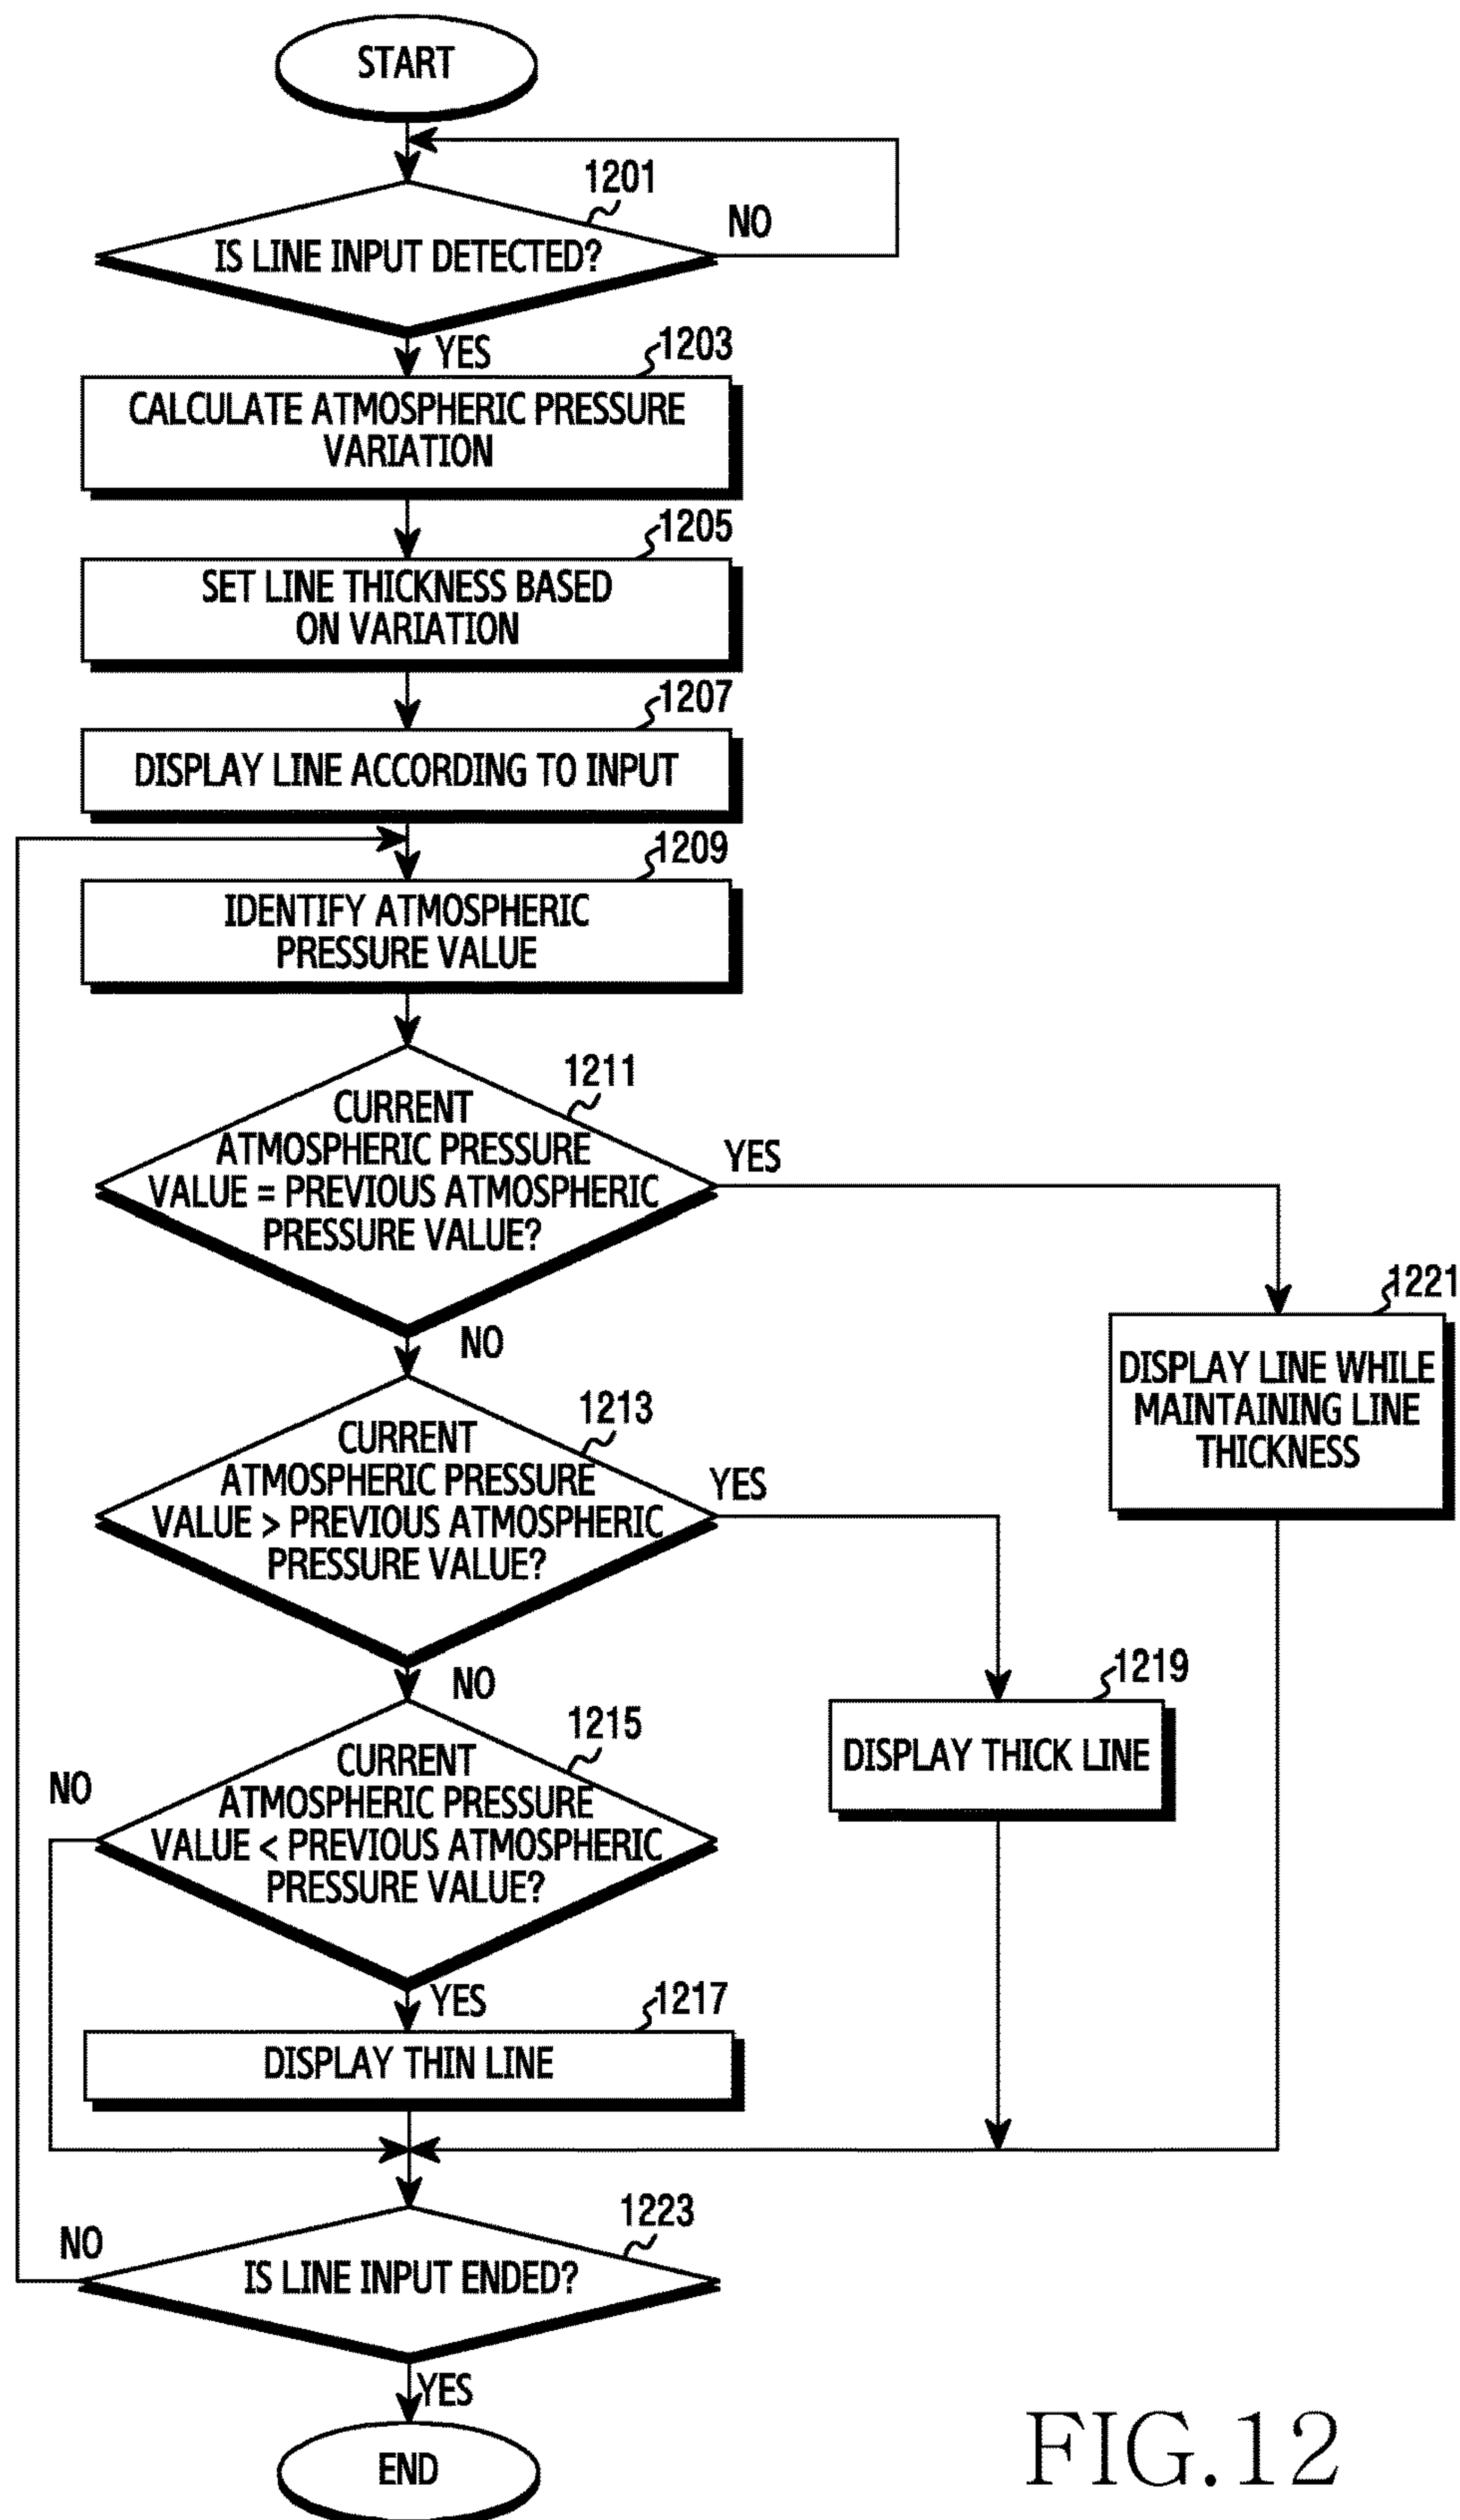 START
1201
NO
IS LINE INPUT DETECTED?
YES
1203
CALCULATE ATMOSPHERIC PRESSURE
VARIATION
1205
SET LINE THICKNESS BASED
ON VARIATION
1207
DISPLAY LINE ACCORDING TO INPUT
1209
IDENTIFY ATMOSPHERIC
PRESSURE VALUE
1211
CURRENT
ATMOSPHERIC PRESSURE
VALUE = PREVIOUS ATMOSPHERIC
PRESSURE VALUE?
YES
NO
1221
DISPLAY LINE WHILE
MAINTAINING LINE
THICKNESS
1213
CURRENT
ATMOSPHERIC PRESSURE
VALUE > PREVIOUS ATMOSPHERIC
PRESSURE VALUE?
YES
NO
1219
DISPLAY THICK LINE
1215
CURRENT
ATMOSPHERIC PRESSURE
VALUE < PREVIOUS ATMOSPHERIC
PRESSURE VALUE?
NO
YES
1217
DISPLAY THIN LINE
1223
NO
IS LINE INPUT ENDED?
YES
END
FIG.12